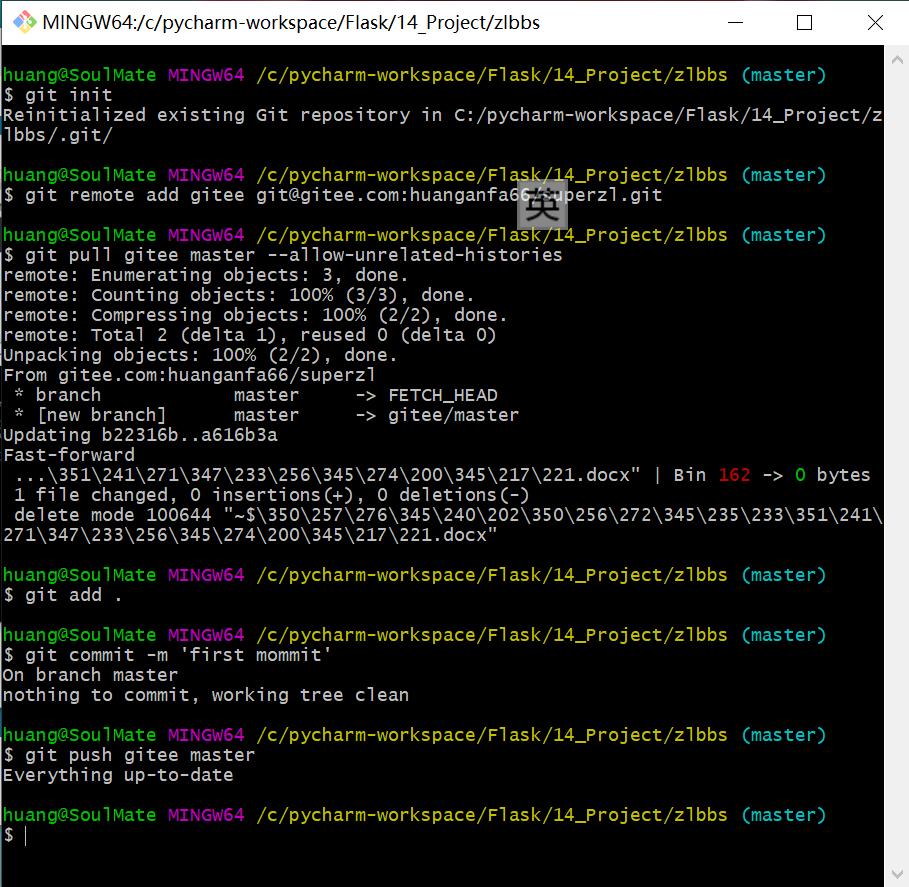 MINGW64:/c/pycharm-workspace/Flask/14_Project/zlbbs
huang@SoulMate MINGW64 /c/pycharm-workspace/Flask/14_Project/zlbbs (master)
$ git init
Reinitialized existing Git repository in C:/pycharm-workspace/Flask/14_Project/z
lbbs/.git/
huang@SoulMate MINGW64 /c/pycharm-workspace/Flask/14_Project/zlbbs (master)
$ git remote add gitee git@gitee.com:huanganfa66/superzl.git
英
huang@SoulMate MINGW64 /c/pycharm-workspace/Flask/14_Project/zlbbs (master)
$ git pull gitee master --allow-unrelated-histories
remote: Enumerating objects: 3, done.
remote: Counting objects: 100% (3/3), done.
remote: Compressing objects: 100% (2/2), done.
remote: Total 2 (delta 1), reused 0 (delta 0)
Unpacking objects: 100% (2/2), done.
From gitee.com:huanganfa66/superzl
 * branch            master     -> FETCH_HEAD
 * [new branch]      master     -> gitee/master
Updating b22316b..a616b3a
Fast-forward
 ...\351\241\271\347\233\256\345\274\200\345\217\221.docx" | Bin 162 -> 0 bytes
 1 file changed, 0 insertions(+), 0 deletions(-)
 delete mode 100644 "~$\350\257\276\345\240\202\350\256\272\345\235\233\351\241\
271\347\233\256\345\274\200\345\217\221.docx"
huang@SoulMate MINGW64 /c/pycharm-workspace/Flask/14_Project/zlbbs (master)
$ git add .
huang@SoulMate MINGW64 /c/pycharm-workspace/Flask/14_Project/zlbbs (master)
$ git commit -m 'first mommit'
On branch master
nothing to commit, working tree clean
huang@SoulMate MINGW64 /c/pycharm-workspace/Flask/14_Project/zlbbs (master)
$ git push gitee master
Everything up-to-date
huang@SoulMate MINGW64 /c/pycharm-workspace/Flask/14_Project/zlbbs (master)
$